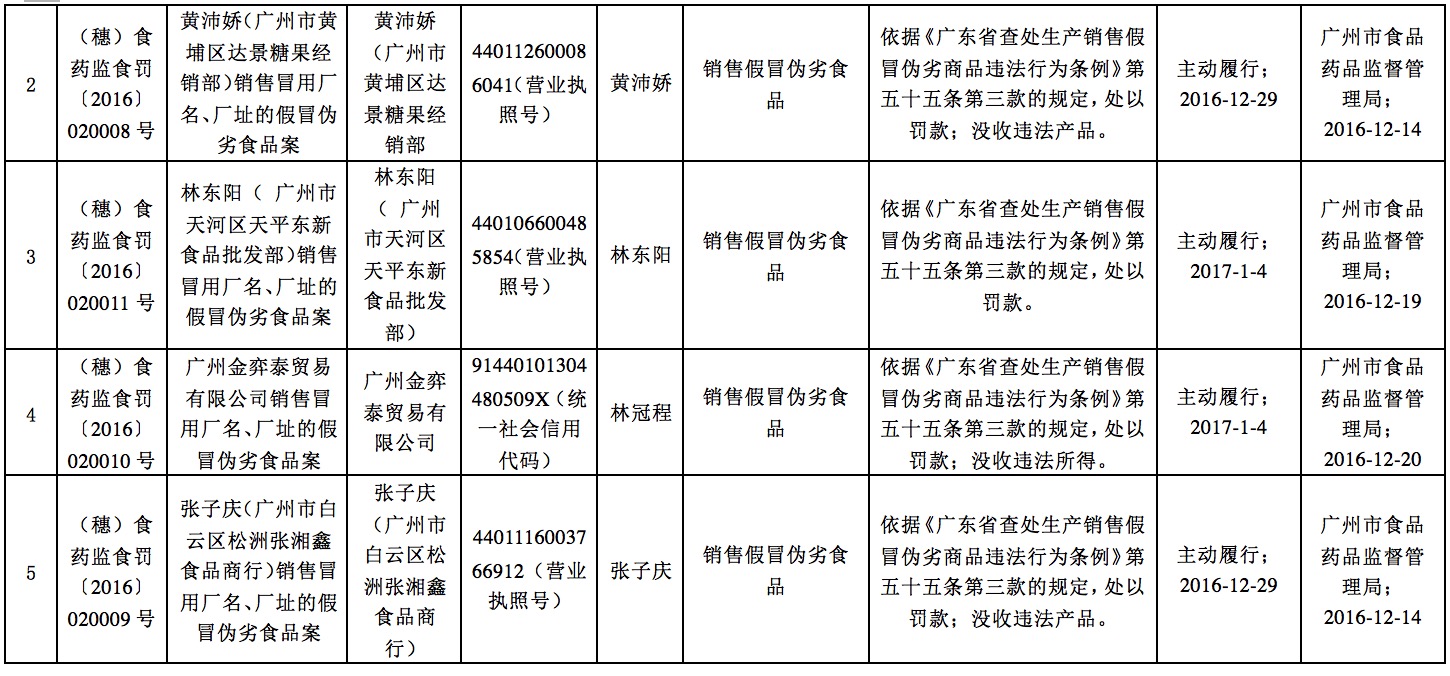 2
（穗）食
药监食罚
〔2016〕
020008 号
黄沛娇（广州市黄
埔区达景糖果经
销部）销售冒用厂
名、厂址的假冒伪
劣食品案
黄沛娇
（广州市
黄埔区达
景糖果经
销部
44011260008
6041（营业执
照号）
黄沛娇
销售假冒伪劣食
品
依据《广东省查处生产销售假
冒伪劣商品违法行为条例》第
五十五条第三款的规定，处以
罚款；没收违法产品。
主动履行；
2016-12-29
广州市食品
药品监督管
理局；
2016-12-14
3
（穗）食
药监食罚
〔2016〕
020011 号
林东阳（ 广州市
天河区天平东新
食品批发部）销售
冒用厂名、厂址的
假冒伪劣食品案
林东阳
（ 广州
市天河区
天平东新
食品批发
部）
44010660048
5854（营业执
照号）
林东阳
销售假冒伪劣食
品
依据《广东省查处生产销售假
冒伪劣商品违法行为条例》第
五十五条第三款的规定，处以
罚款。
主动履行；
2017-1-4
广州市食品
药品监督管
理局；
2016-12-19
4
（穗）食
药监食罚
〔2016〕
020010 号
广州金弈泰贸易
有限公司销售冒
用厂名、厂址的假
冒伪劣食品案
广州金弈
泰贸易有
限公司
91440101304
480509X（统
一社会信用
代码）
林冠程
销售假冒伪劣食
品
依据《广东省查处生产销售假
冒伪劣商品违法行为条例》第
五十五条第三款的规定，处以
罚款；没收违法所得。
主动履行；
2017-1-4
广州市食品
药品监督管
理局；
2016-12-20
5
（穗）食
药监食罚
〔2016〕
020009 号
张子庆（广州市白
云区松洲张湘鑫
食品商行）销售冒
用厂名、厂址的假
冒伪劣食品案
张子庆
（广州市
白云区松
洲张湘鑫
食品商
行）
44011160037
66912（营业
执照号）
张子庆
销售假冒伪劣食
品
依据《广东省查处生产销售假
冒伪劣商品违法行为条例》第
五十五条第三款的规定，处以
罚款；没收违法产品。
主动履行；
2016-12-29
广州市食品
药品监督管
理局；
2016-12-14